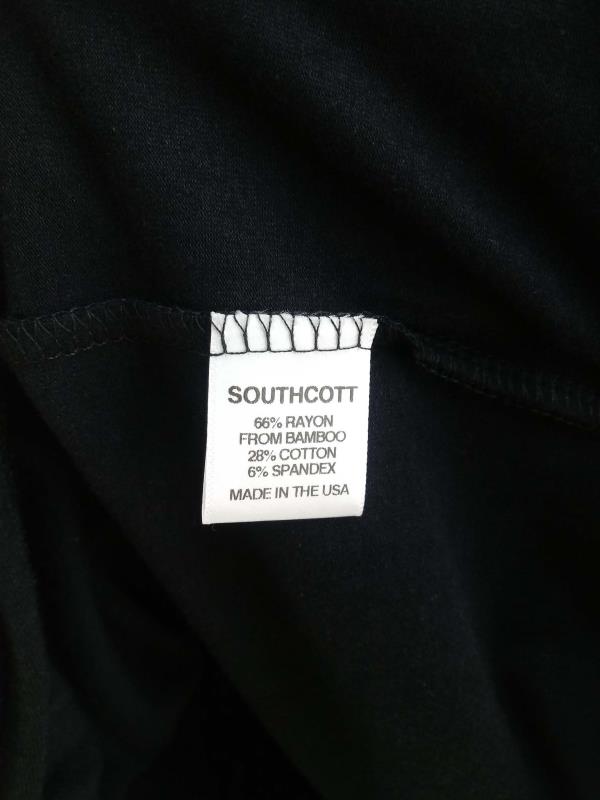 SOUTHCOTT
66% RAYON
FROM BAMBOO
28% COTTON
6% SPANDEX
MADE IN THE USA